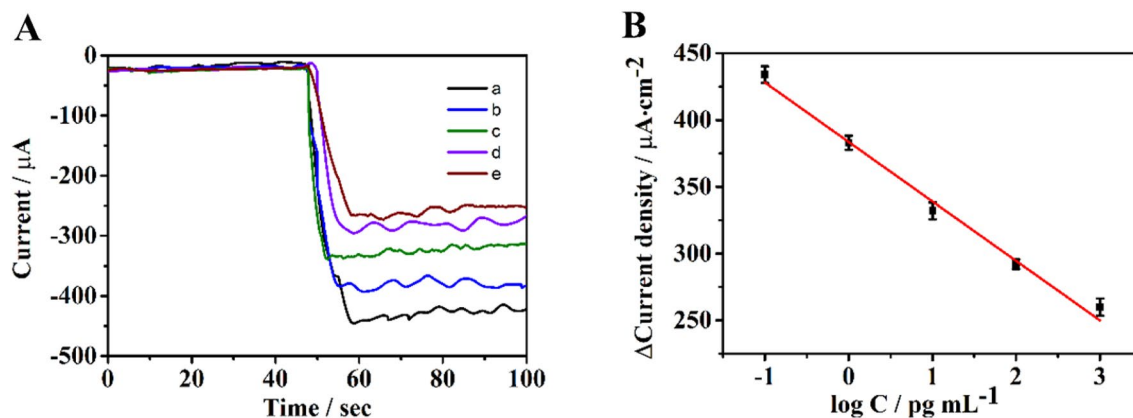 A
0
-100
-200
-300
-400
-500
Current / μA
0 20 40 60 80 100
Time / sec
a
b
c
d
e
B
450
400
350
300
250
ΔCurrent density / μA·cm⁻²
-1 0 1 2 3
log C / pg mL⁻¹